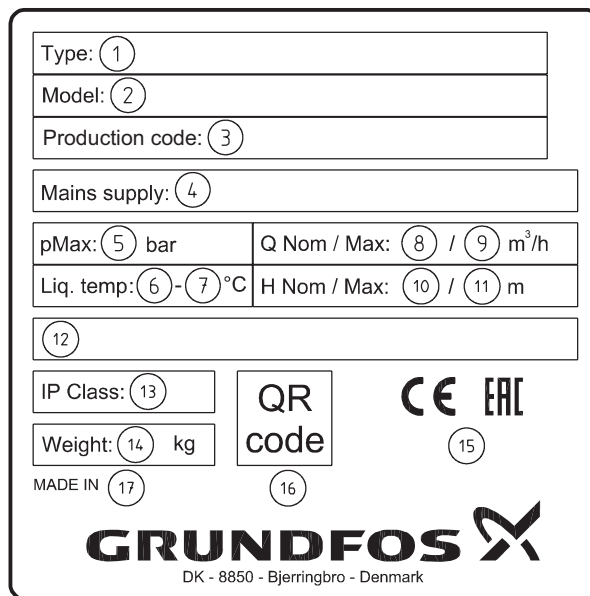 Type: 1
Model: 2
Production code: 3
Mains supply: 4
pMax: 5 bar
Q Nom / Max: 8 / 9 m³/h
Liq. temp: 6 - 7 °C
H Nom / Max: 10 / 11 m
12
IP Class: 13
QR code
CE EAC
Weight: 14 kg
15
MADE IN 17
16
GRUNDFOS
DK - 8850 - Bjerringbro - Denmark